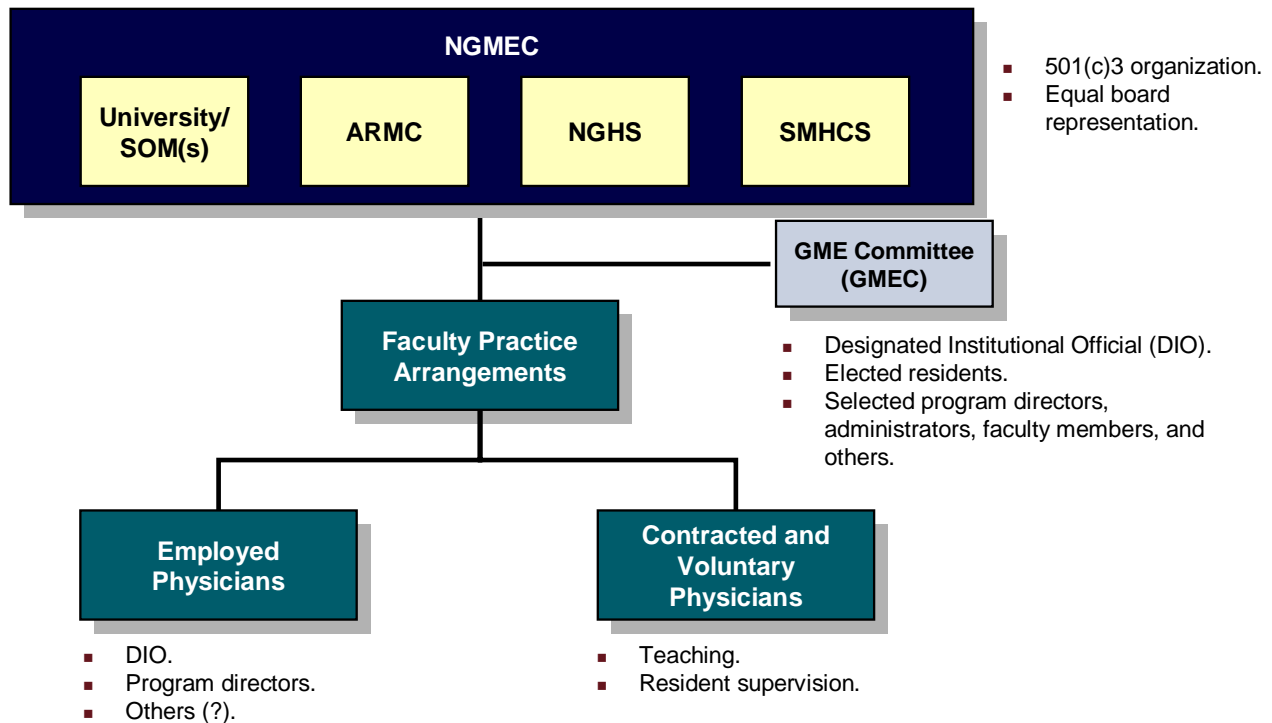 NGMEC
University/
SOM(s)
ARMC
NGHS
SMHCS
▪ 501(c)3 organization.
▪ Equal board
representation.
GME Committee
(GMEC)
▪ Designated Institutional Official (DIO).
▪ Elected residents.
▪ Selected program directors,
administrators, faculty members, and
others.
Faculty Practice
Arrangements
Employed
Physicians
▪ DIO.
▪ Program directors.
▪ Others (?).
Contracted and
Voluntary
Physicians
▪ Teaching.
▪ Resident supervision.